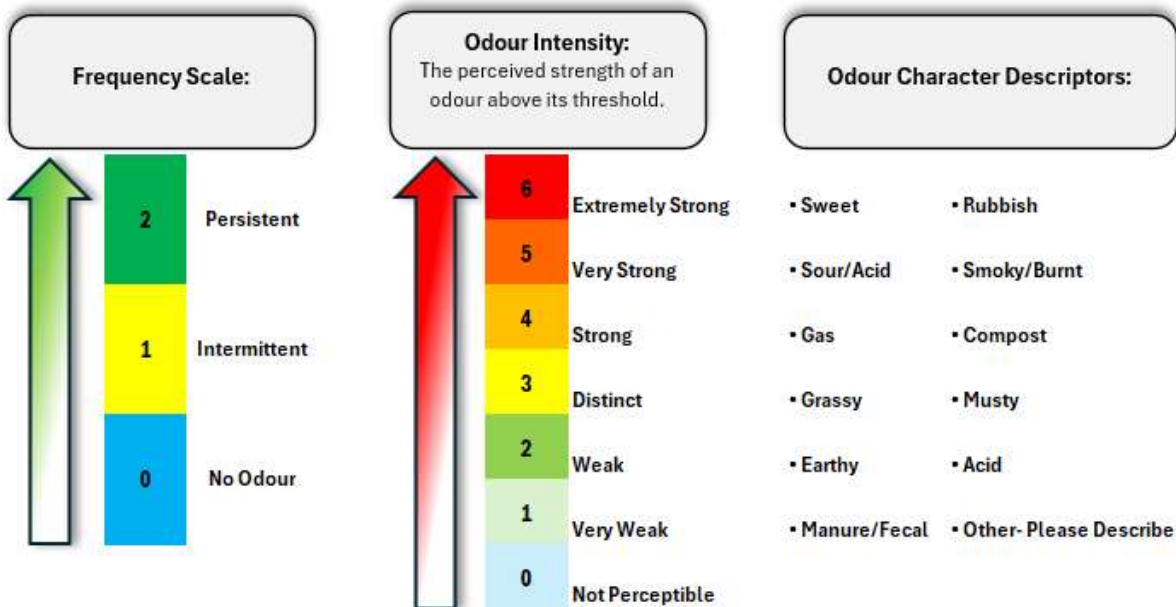 Frequency Scale:
2
Persistent
1
Intermittent
0
No Odour
Odour Intensity:
The perceived strength of an
odour above its threshold.
6
Extremely Strong
5
Very Strong
4
Strong
3
Distinct
2
Weak
1
Very Weak
0
Not Perceptible
Odour Character Descriptors:
• Sweet
• Sour/Acid
• Gas
• Grassy
• Earthy
• Manure/Fecal
• Rubbish
• Smoky/Burnt
• Compost
• Musty
• Acid
• Other- Please Describe